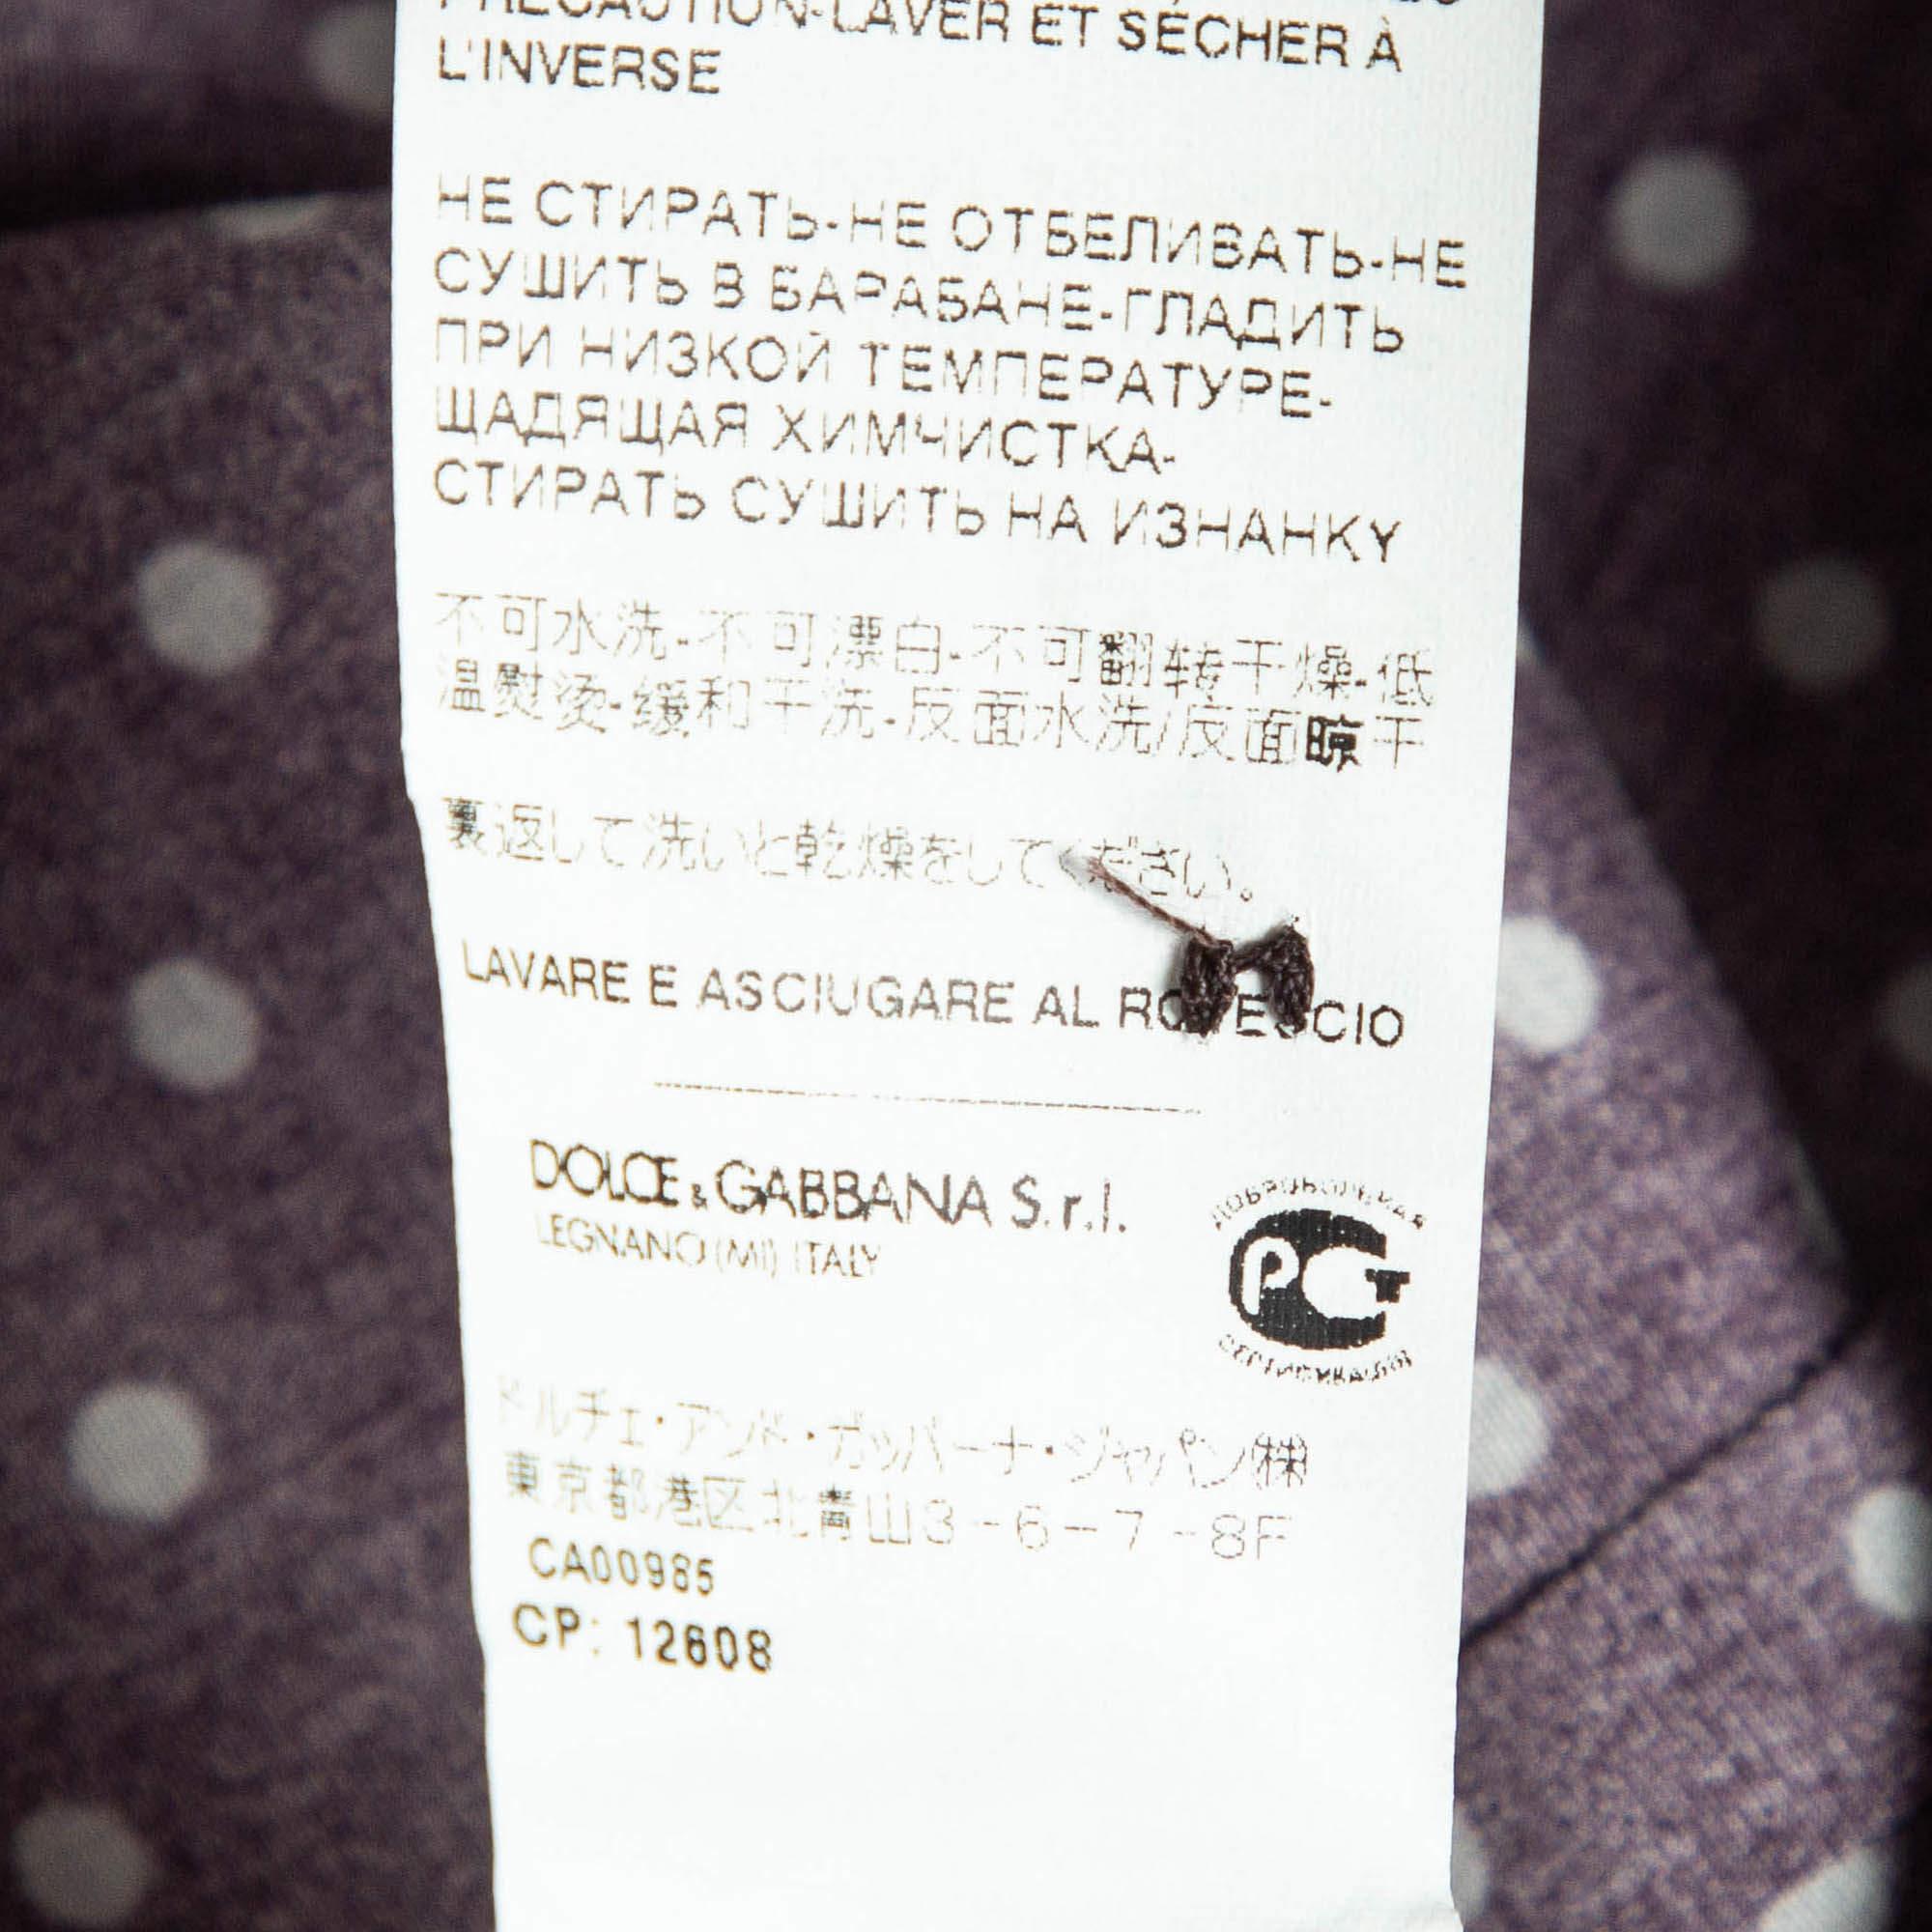 PRÉCAUTION-LAVER ET SÉCHER À
L'INVERSE
НЕ СТИРАТЬ-НЕ ОТБЕЛИВАТЬ-НЕ
СУШИТЬ В БАРАБАНЕ-ГЛАДИТЬ
ПРИ НИЗКОЙ ТЕМПЕРАТУРЕ-
ЩАДЯЩАЯ ХИМЧИСТКА-
СТИРАТЬ СУШИТЬ НА ИЗНАНКУ
不可水洗-不可漂白-不可翻转干燥-低
温熨烫-缓和干洗-反面水洗/反面晾干
裏返して洗いと乾燥をしてください。
LAVARE E ASCIUGARE AL ROVESCIO
DOLCE & GABBANA S.r.l.
LEGNANO (MI) ITALY
ДОБРОВОЛЬНАЯ
РСТ
СЕРТИФИКАЦИЯ
ドルチェ・アンド・ガッバーナ・ジャパン㈱
東京都港区北青山3-6-7-8F
CA00985
CP: 12608